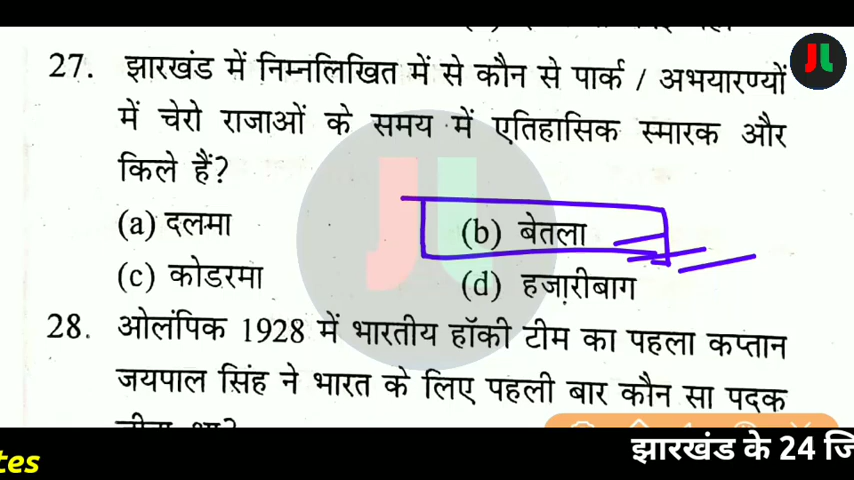 27. झारखंड में निम्नलिखित में से कौन से पार्क / अभयारण्यों
में चेरो राजाओं के समय में एतिहासिक स्मारक और
किले हैं?
(a) दलमा (b) बेतला
(c) कोडरमा (d) हजारीबाग
28. ओलंपिक 1928 में भारतीय हॉकी टीम का पहला कप्तान
जयपाल सिंह ने भारत के लिए पहली बार कौन सा पदक
tes झारखंड के 24 जि